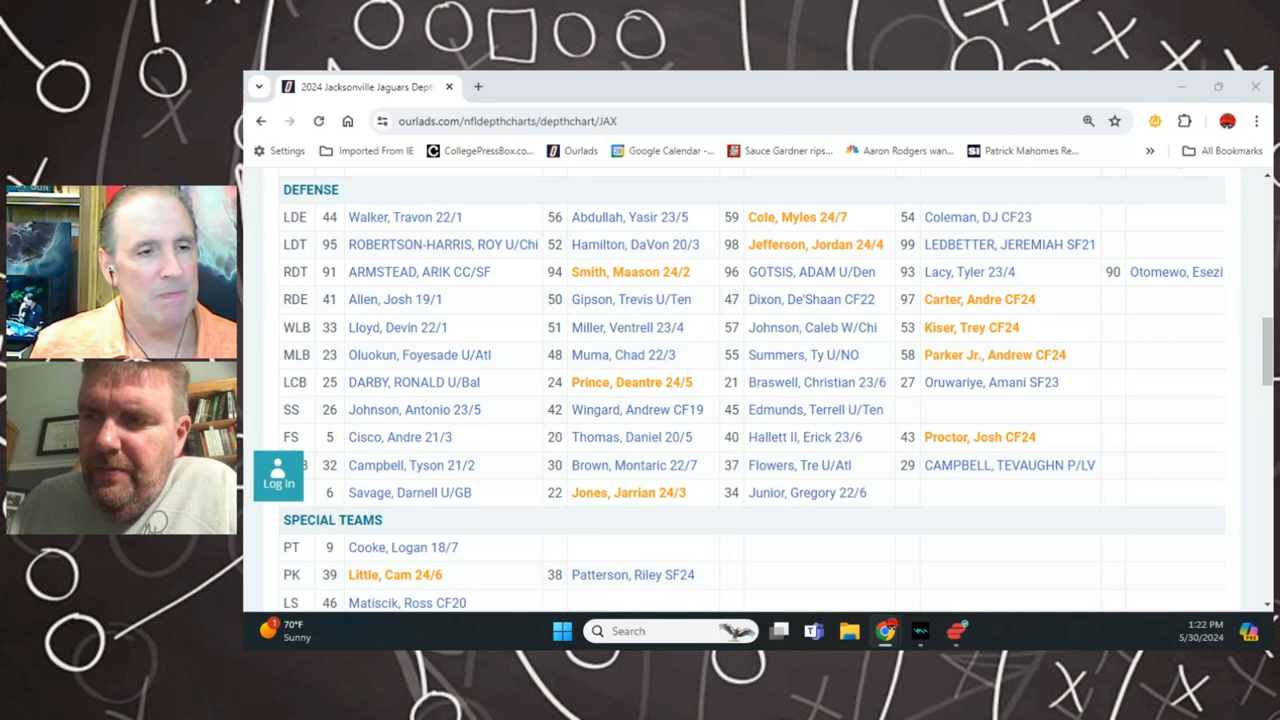 2024 Jacksonville Jaguars Dept
ourlads.com/nfldepthcharts/depthchart/JAX
Settings Imported From IE CollegePressBox.co... Ourlads Google Calendar -... Sauce Gardner rips... Aaron Rodgers wan... Patrick Mahomes Re... » All Bookmarks
DEFENSE
LDE 44 Walker, Travon 22/1 56 Abdullah, Yasir 23/5 59 Cole, Myles 24/7 54 Coleman, DJ CF23
LDT 95 ROBERTSON-HARRIS, ROY U/Chi 52 Hamilton, DaVon 20/3 98 Jefferson, Jordan 24/4 99 LEDBETTER, JEREMIAH SF21
RDT 91 ARMSTEAD, ARIK CC/SF 94 Smith, Maason 24/2 96 GOTSIS, ADAM U/Den 93 Lacy, Tyler 23/4 90 Otomewo, Esezi
RDE 41 Allen, Josh 19/1 50 Gipson, Trevis U/Ten 47 Dixon, De'Shaan CF22 97 Carter, Andre CF24
WLB 33 Lloyd, Devin 22/1 51 Miller, Ventrell 23/4 57 Johnson, Caleb W/Chi 53 Kiser, Trey CF24
MLB 23 Oluokun, Foyesade U/Atl 48 Muma, Chad 22/3 55 Summers, Ty U/NO 58 Parker Jr., Andrew CF24
LCB 25 DARBY, RONALD U/Bal 24 Prince, Deantre 24/5 21 Braswell, Christian 23/6 27 Oruwariye, Amani SF23
SS 26 Johnson, Antonio 23/5 42 Wingard, Andrew CF19 45 Edmunds, Terrell U/Ten
FS 5 Cisco, Andre 21/3 20 Thomas, Daniel 20/5 40 Hallett II, Erick 23/6 43 Proctor, Josh CF24
32 Campbell, Tyson 21/2 30 Brown, Montaric 22/7 37 Flowers, Tre U/Atl 29 CAMPBELL, TEVAUGHN P/LV
Log In
6 Savage, Darnell U/GB 22 Jones, Jarrian 24/3 34 Junior, Gregory 22/6
SPECIAL TEAMS
PT 9 Cooke, Logan 18/7
PK 39 Little, Cam 24/6 38 Patterson, Riley SF24
LS 46 Matiscik, Ross CF20
1 70°F
Sunny
Search
1:22 PM
5/30/2024